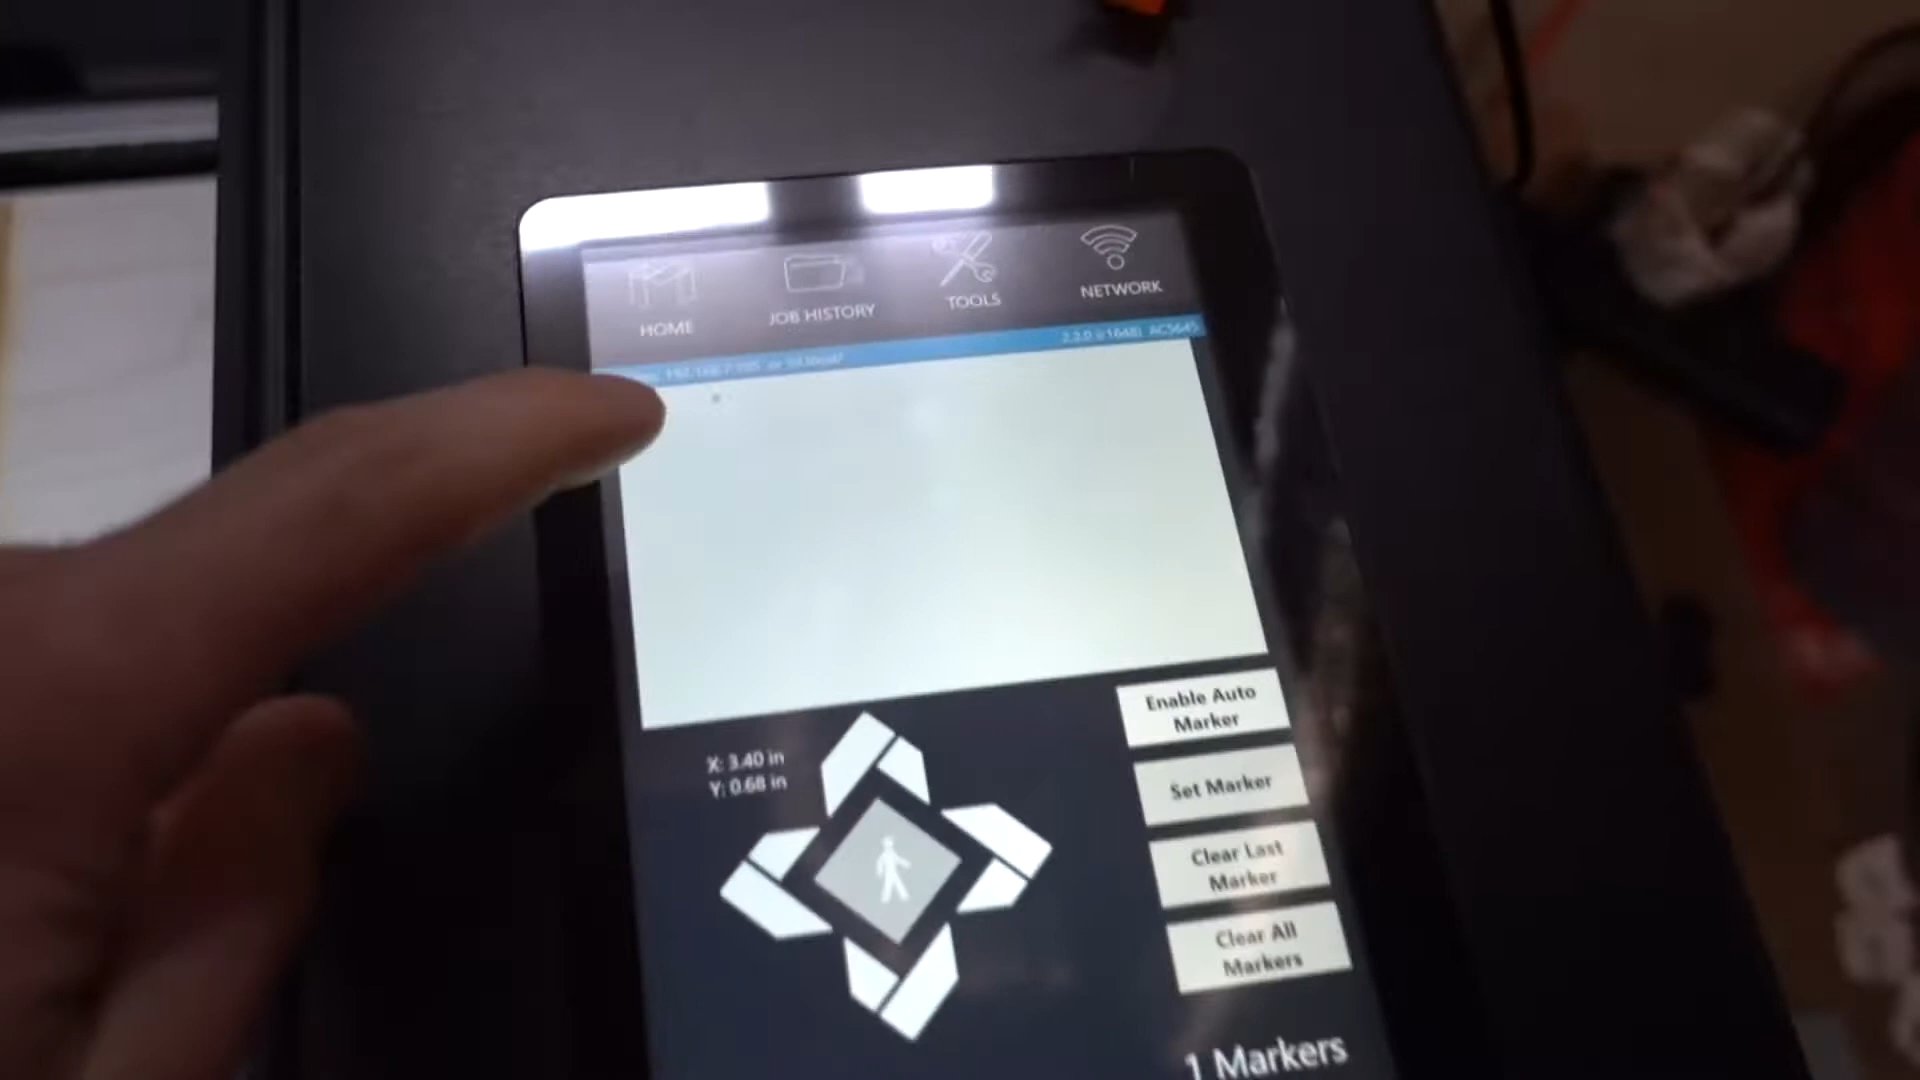 HOME
JOB HISTORY
TOOLS
NETWORK
X: 3.40 in
Y: 0.68 in
Enable Auto
Marker
Set Marker
Clear Last
Marker
Clear All
Markers
1 Markers